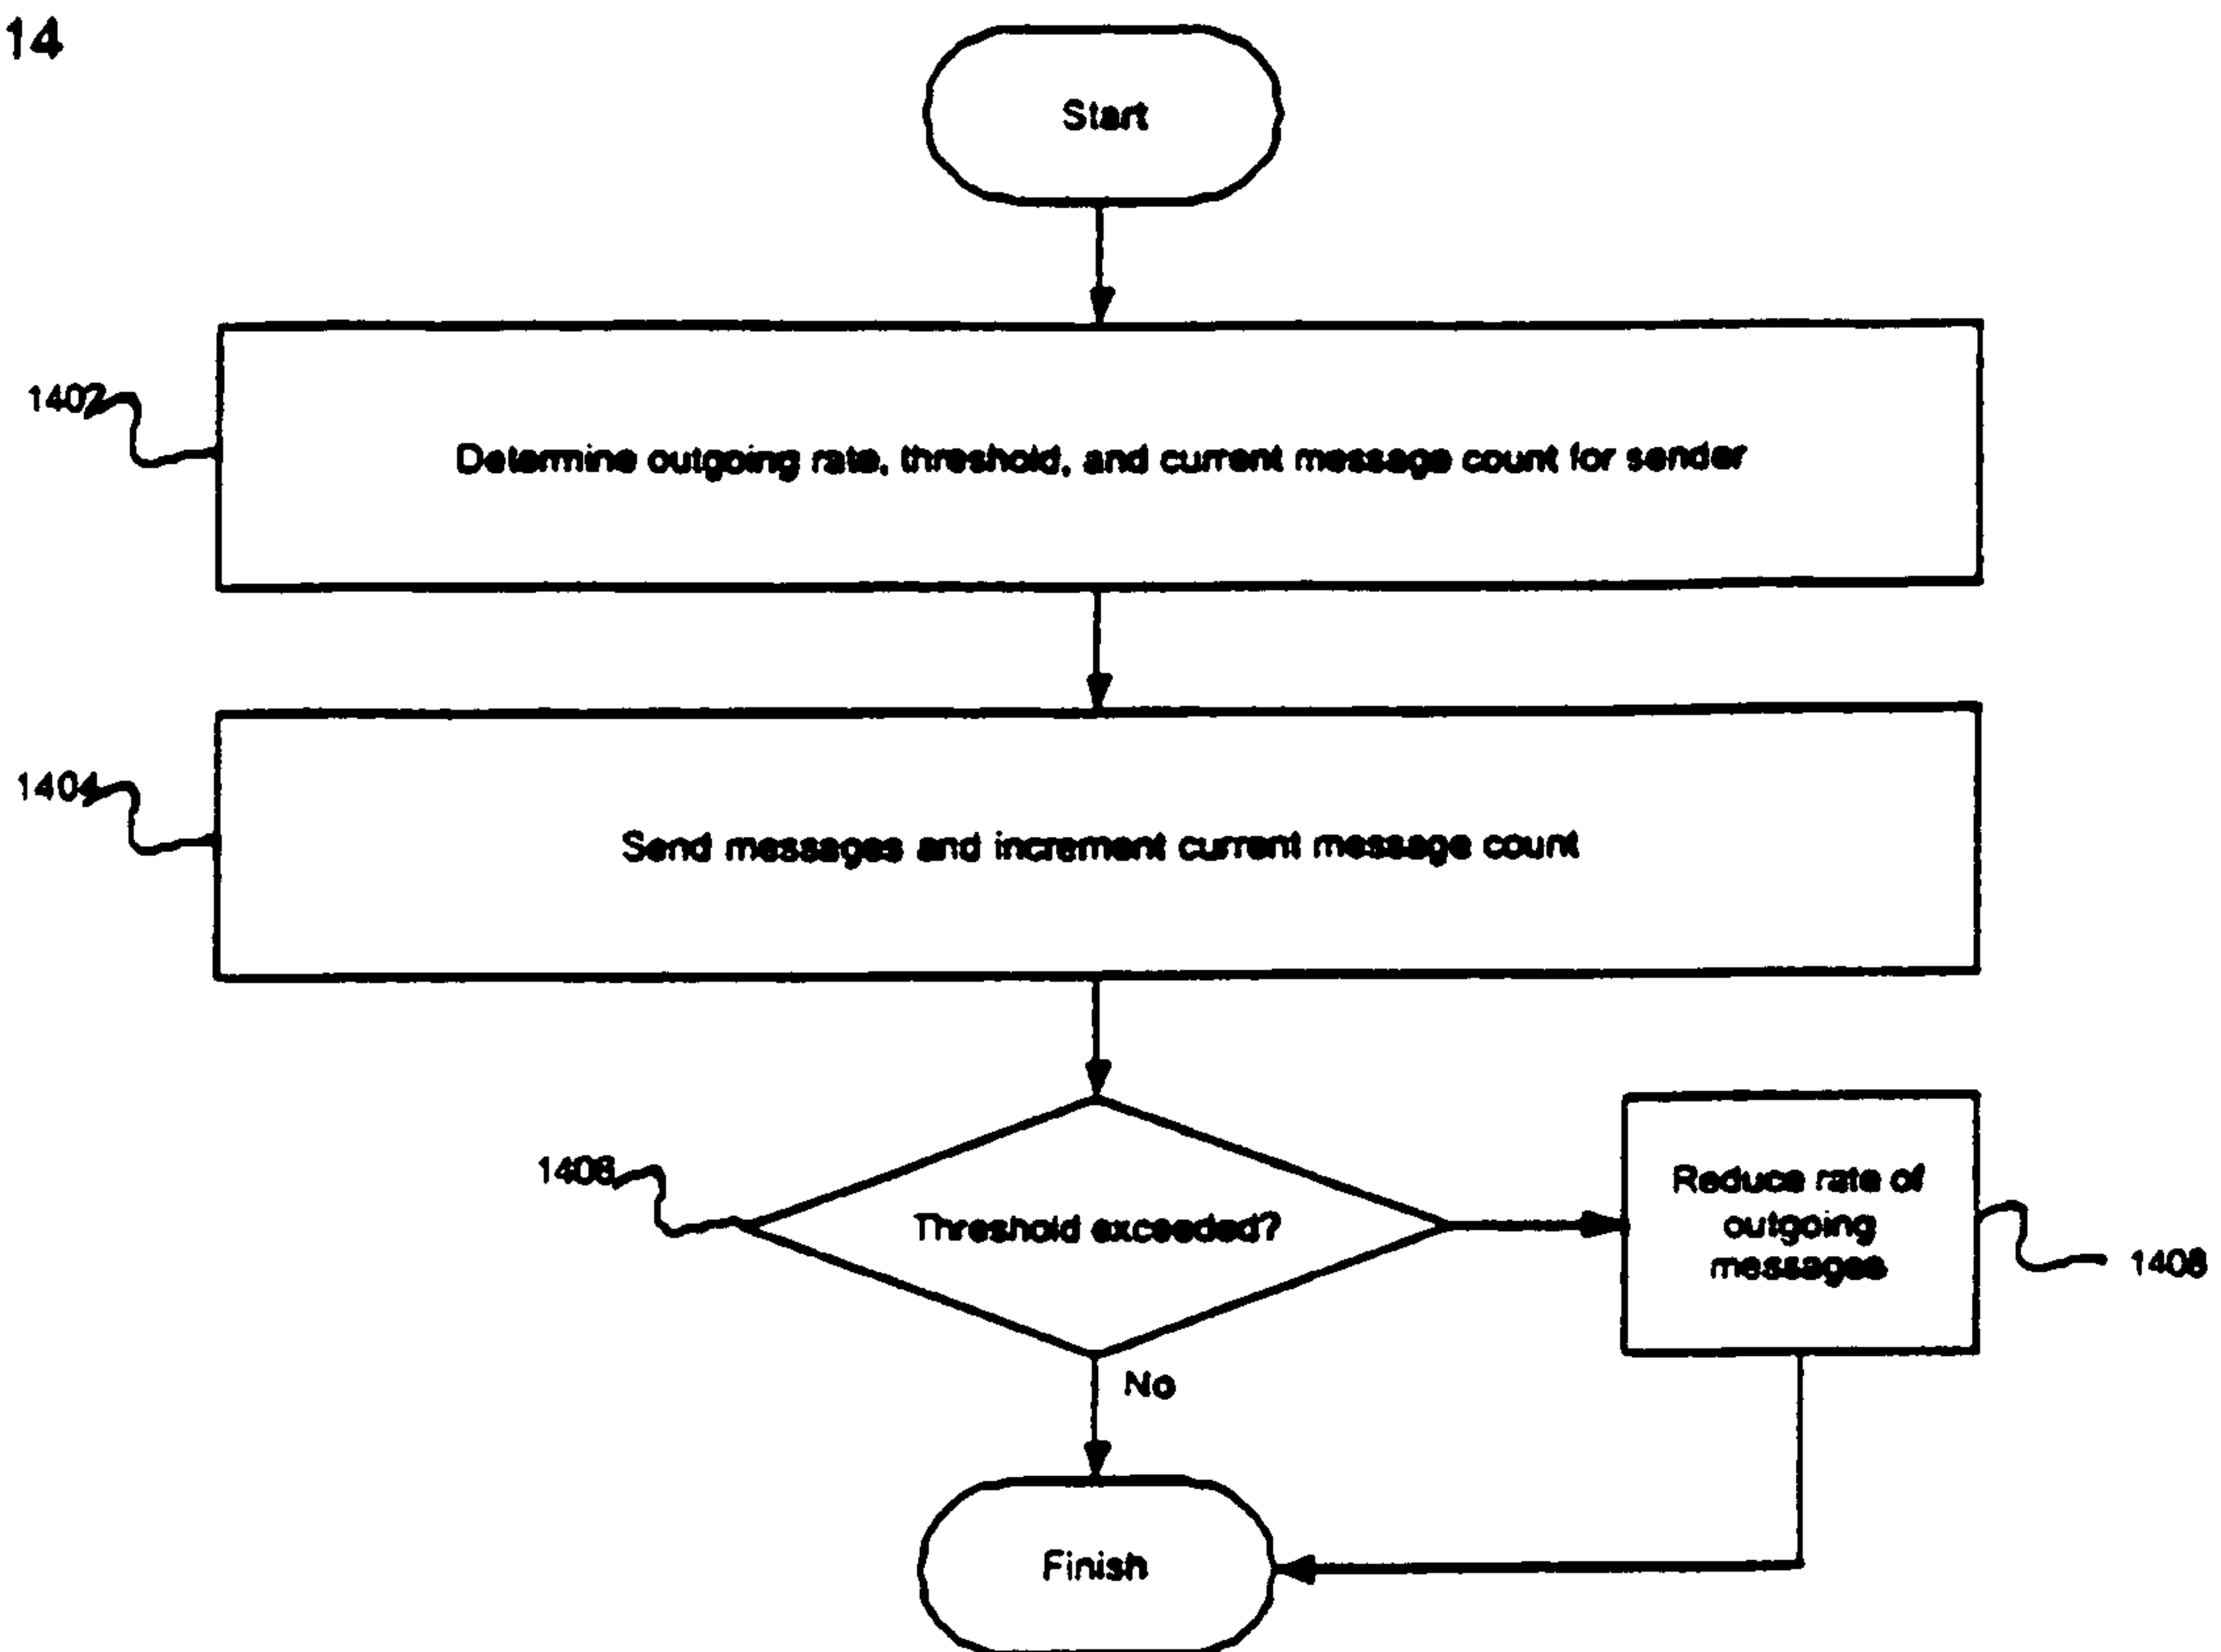 14
Start
1402
Determine outgoing rate, threshold, and current message count for sender
1404
Send messages and increment current message count
1406
Threshold exceeded?
Reduce rate of
outgoing
messages
1408
No
Finish